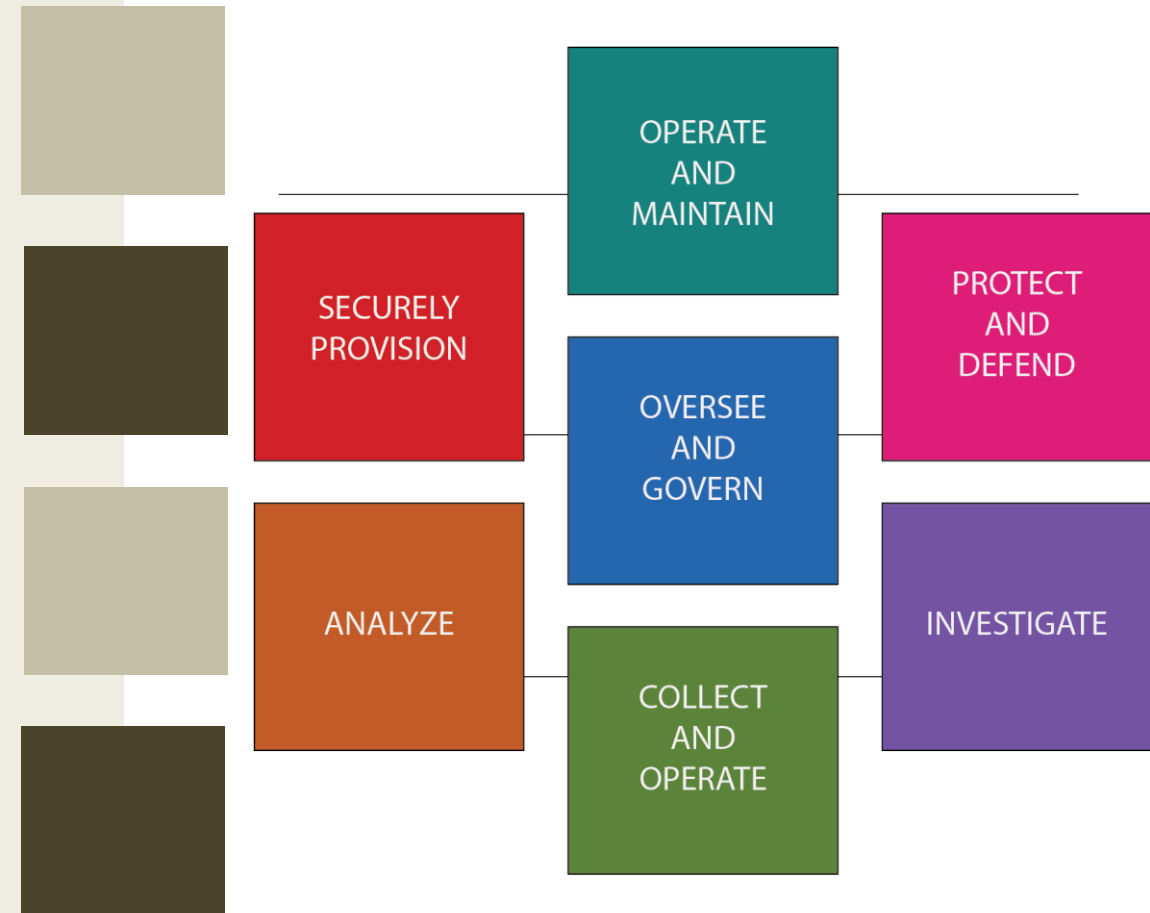 OPERATE
AND
MAINTAIN
SECURELY
PROVISION
PROTECT
AND
DEFEND
OVERSEE
AND
GOVERN
ANALYZE
INVESTIGATE
COLLECT
AND
OPERATE